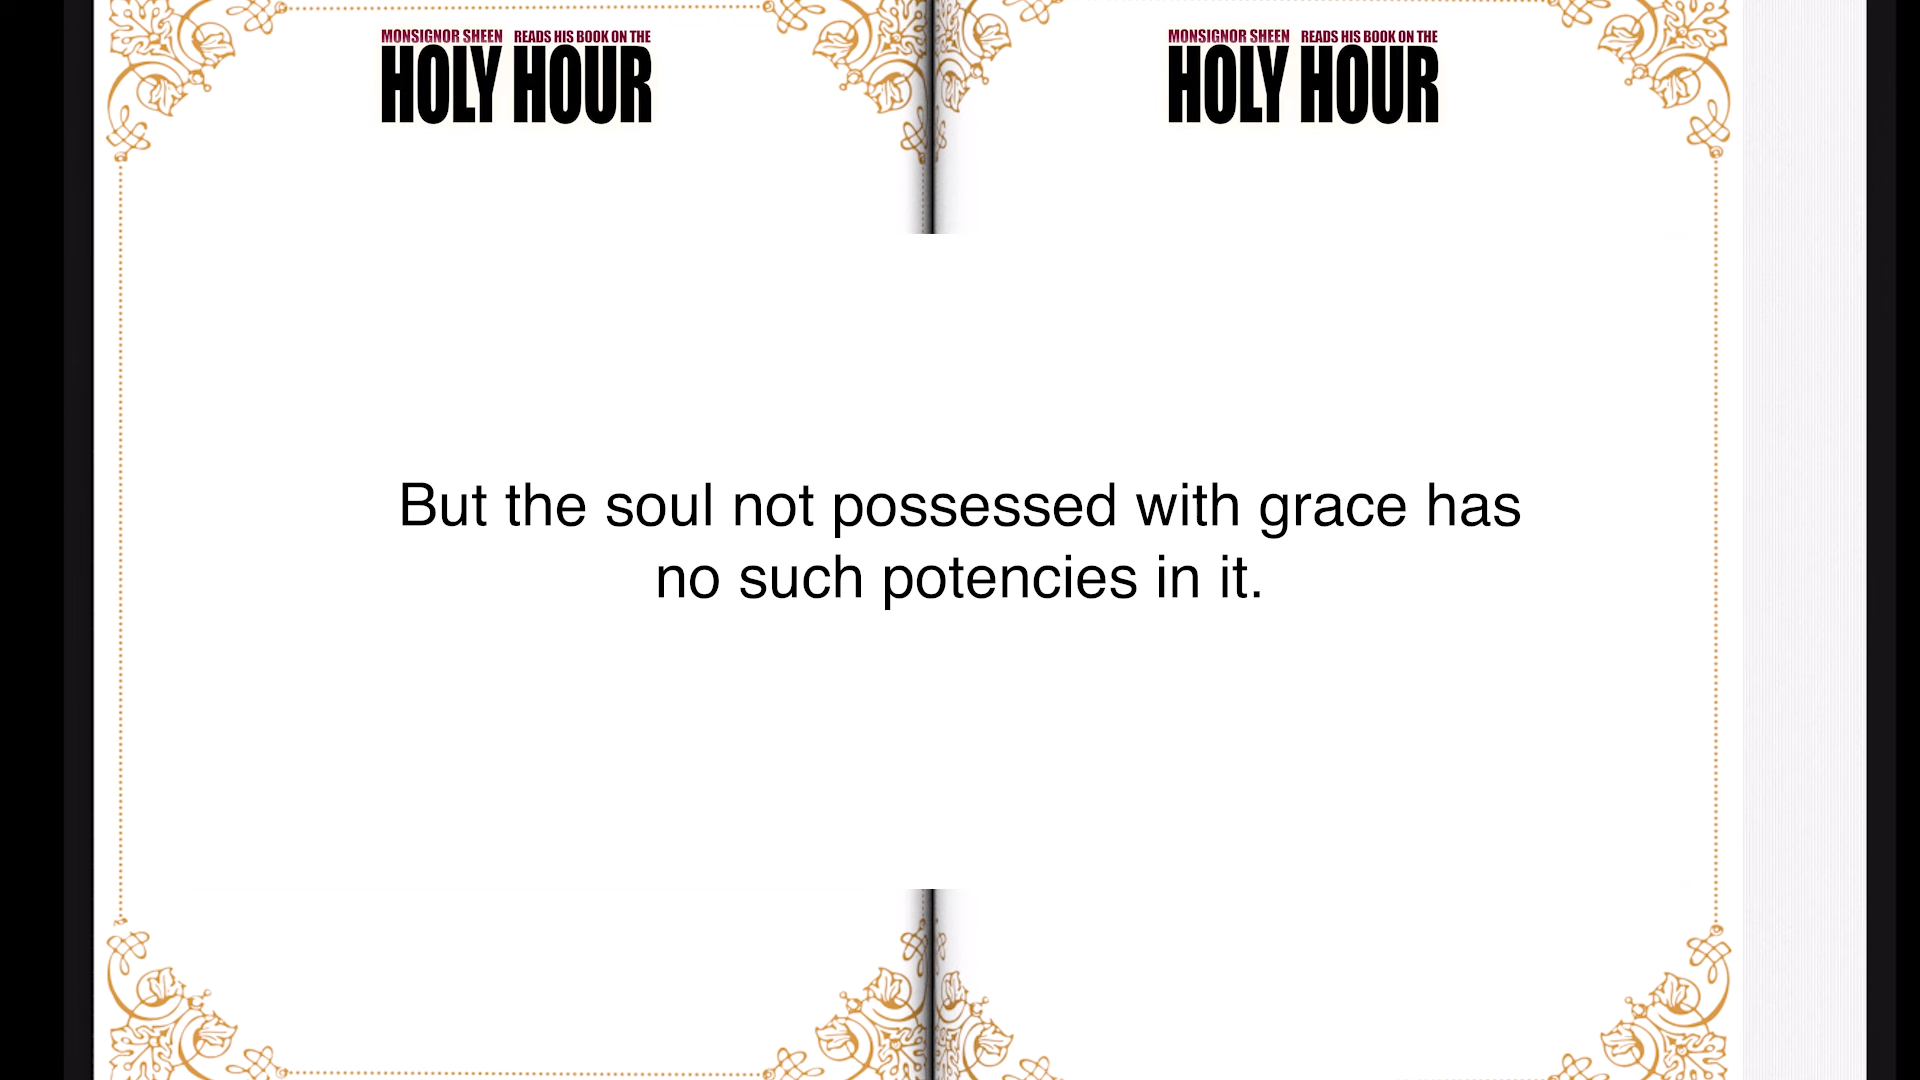 MONSIGNOR SHEEN READS HIS BOOK ON THE
HOLY HOUR
MONSIGNOR SHEEN READS HIS BOOK ON THE
HOLY HOUR
But the soul not possessed with grace has
no such potencies in it.